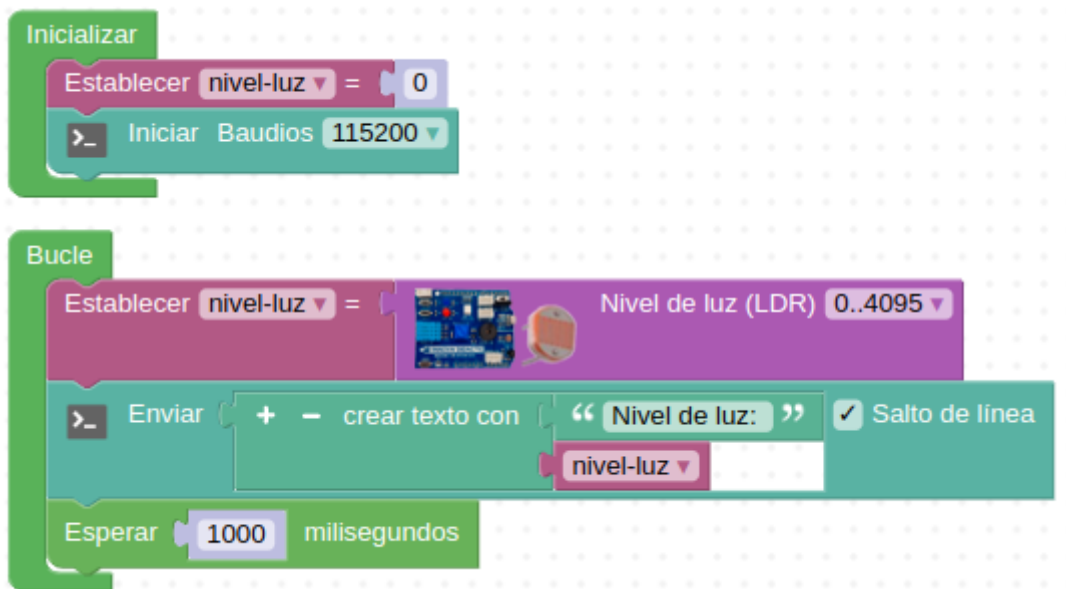 Inicializar
Establecer nivel-luz ▾ = 0
>_ Iniciar Baudios 115200 ▾
Bucle
Establecer nivel-luz ▾ = Nivel de luz (LDR) 0..4095 ▾
>_ Enviar + − crear texto con “ Nivel de luz: ” ✓ Salto de línea
nivel-luz ▾
Esperar 1000 milisegundos